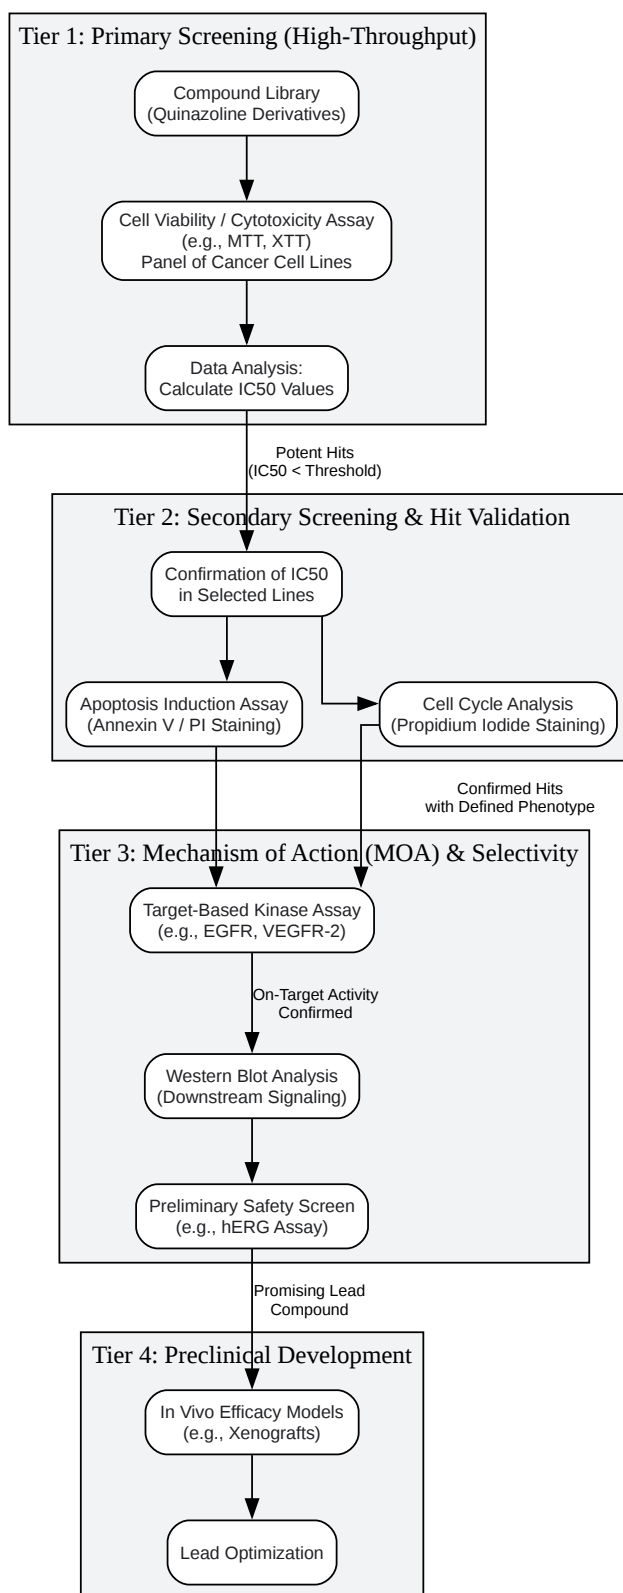 Tier 1: Primary Screening (High-Throughput)
Compound Library
(Quinazoline Derivatives)
Cell Viability / Cytotoxicity Assay
(e.g., MTT, XTT)
Panel of Cancer Cell Lines
Data Analysis:
Calculate IC50 Values
Potent Hits
(IC50 < Threshold)
Tier 2: Secondary Screening & Hit Validation
Confirmation of IC50
in Selected Lines
Apoptosis Induction Assay
(Annexin V / PI Staining)
Cell Cycle Analysis
(Propidium Iodide Staining)
Confirmed Hits
with Defined Phenotype
Tier 3: Mechanism of Action (MOA) & Selectivity
Target-Based Kinase Assay
(e.g., EGFR, VEGFR-2)
On-Target Activity
Confirmed
Western Blot Analysis
(Downstream Signaling)
Preliminary Safety Screen
(e.g., hERG Assay)
Promising Lead
Compound
Tier 4: Preclinical Development
In Vivo Efficacy Models
(e.g., Xenografts)
Lead Optimization